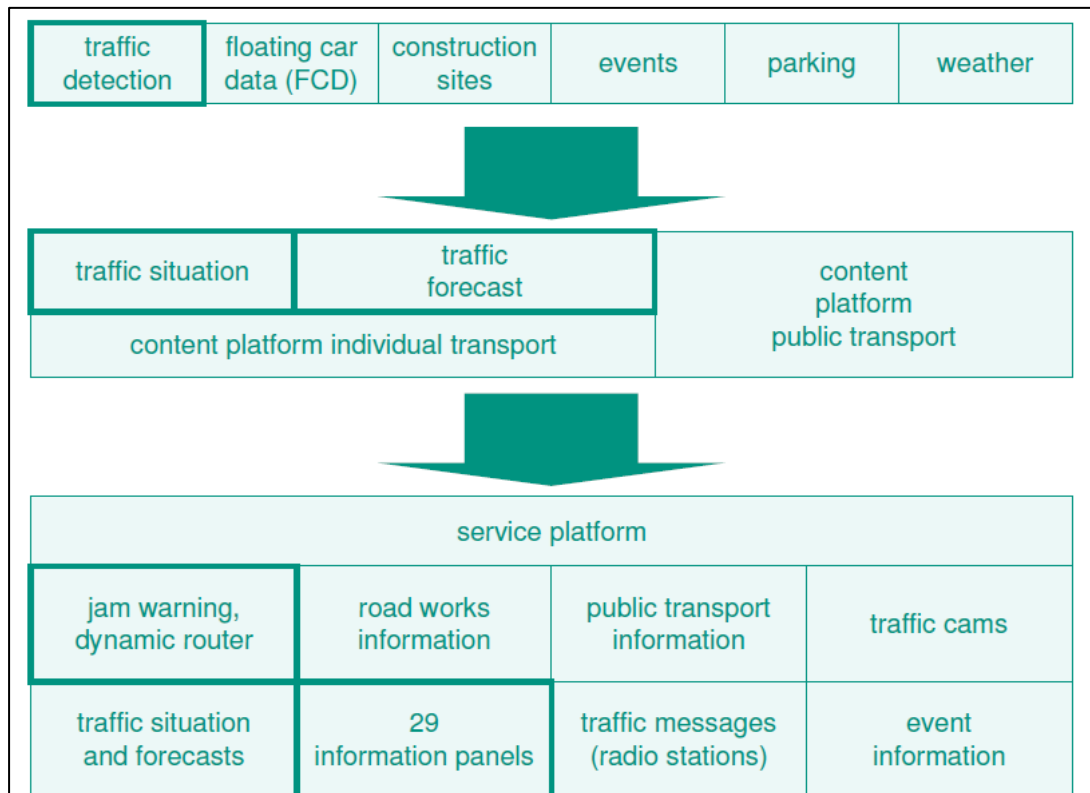 traffic
detection
floating car
data (FCD)
construction
sites
events
parking
weather
traffic situation
traffic
forecast
content
platform
public transport
content platform individual transport
service platform
jam warning,
dynamic router
road works
information
public transport
information
traffic cams
traffic situation
and forecasts
29
information panels
traffic messages
(radio stations)
event
information